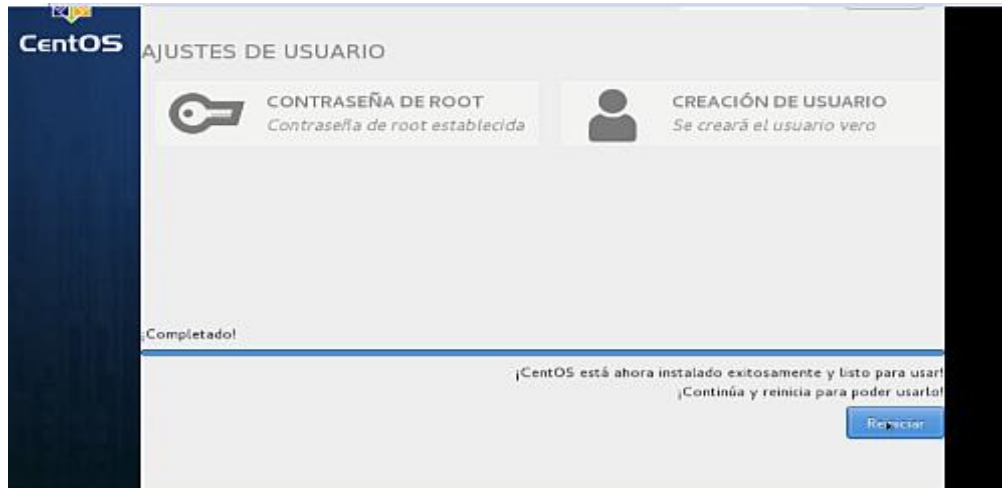 CentOS
AJUSTES DE USUARIO
CONTRASEÑA DE ROOT
Contraseña de root establecida
CREACIÓN DE USUARIO
Se creará el usuario vero
¡Completado!
¡CentOS está ahora instalado exitosamente y listo para usar!
¡Continúa y reinicia para poder usarlo!
Reiniciar